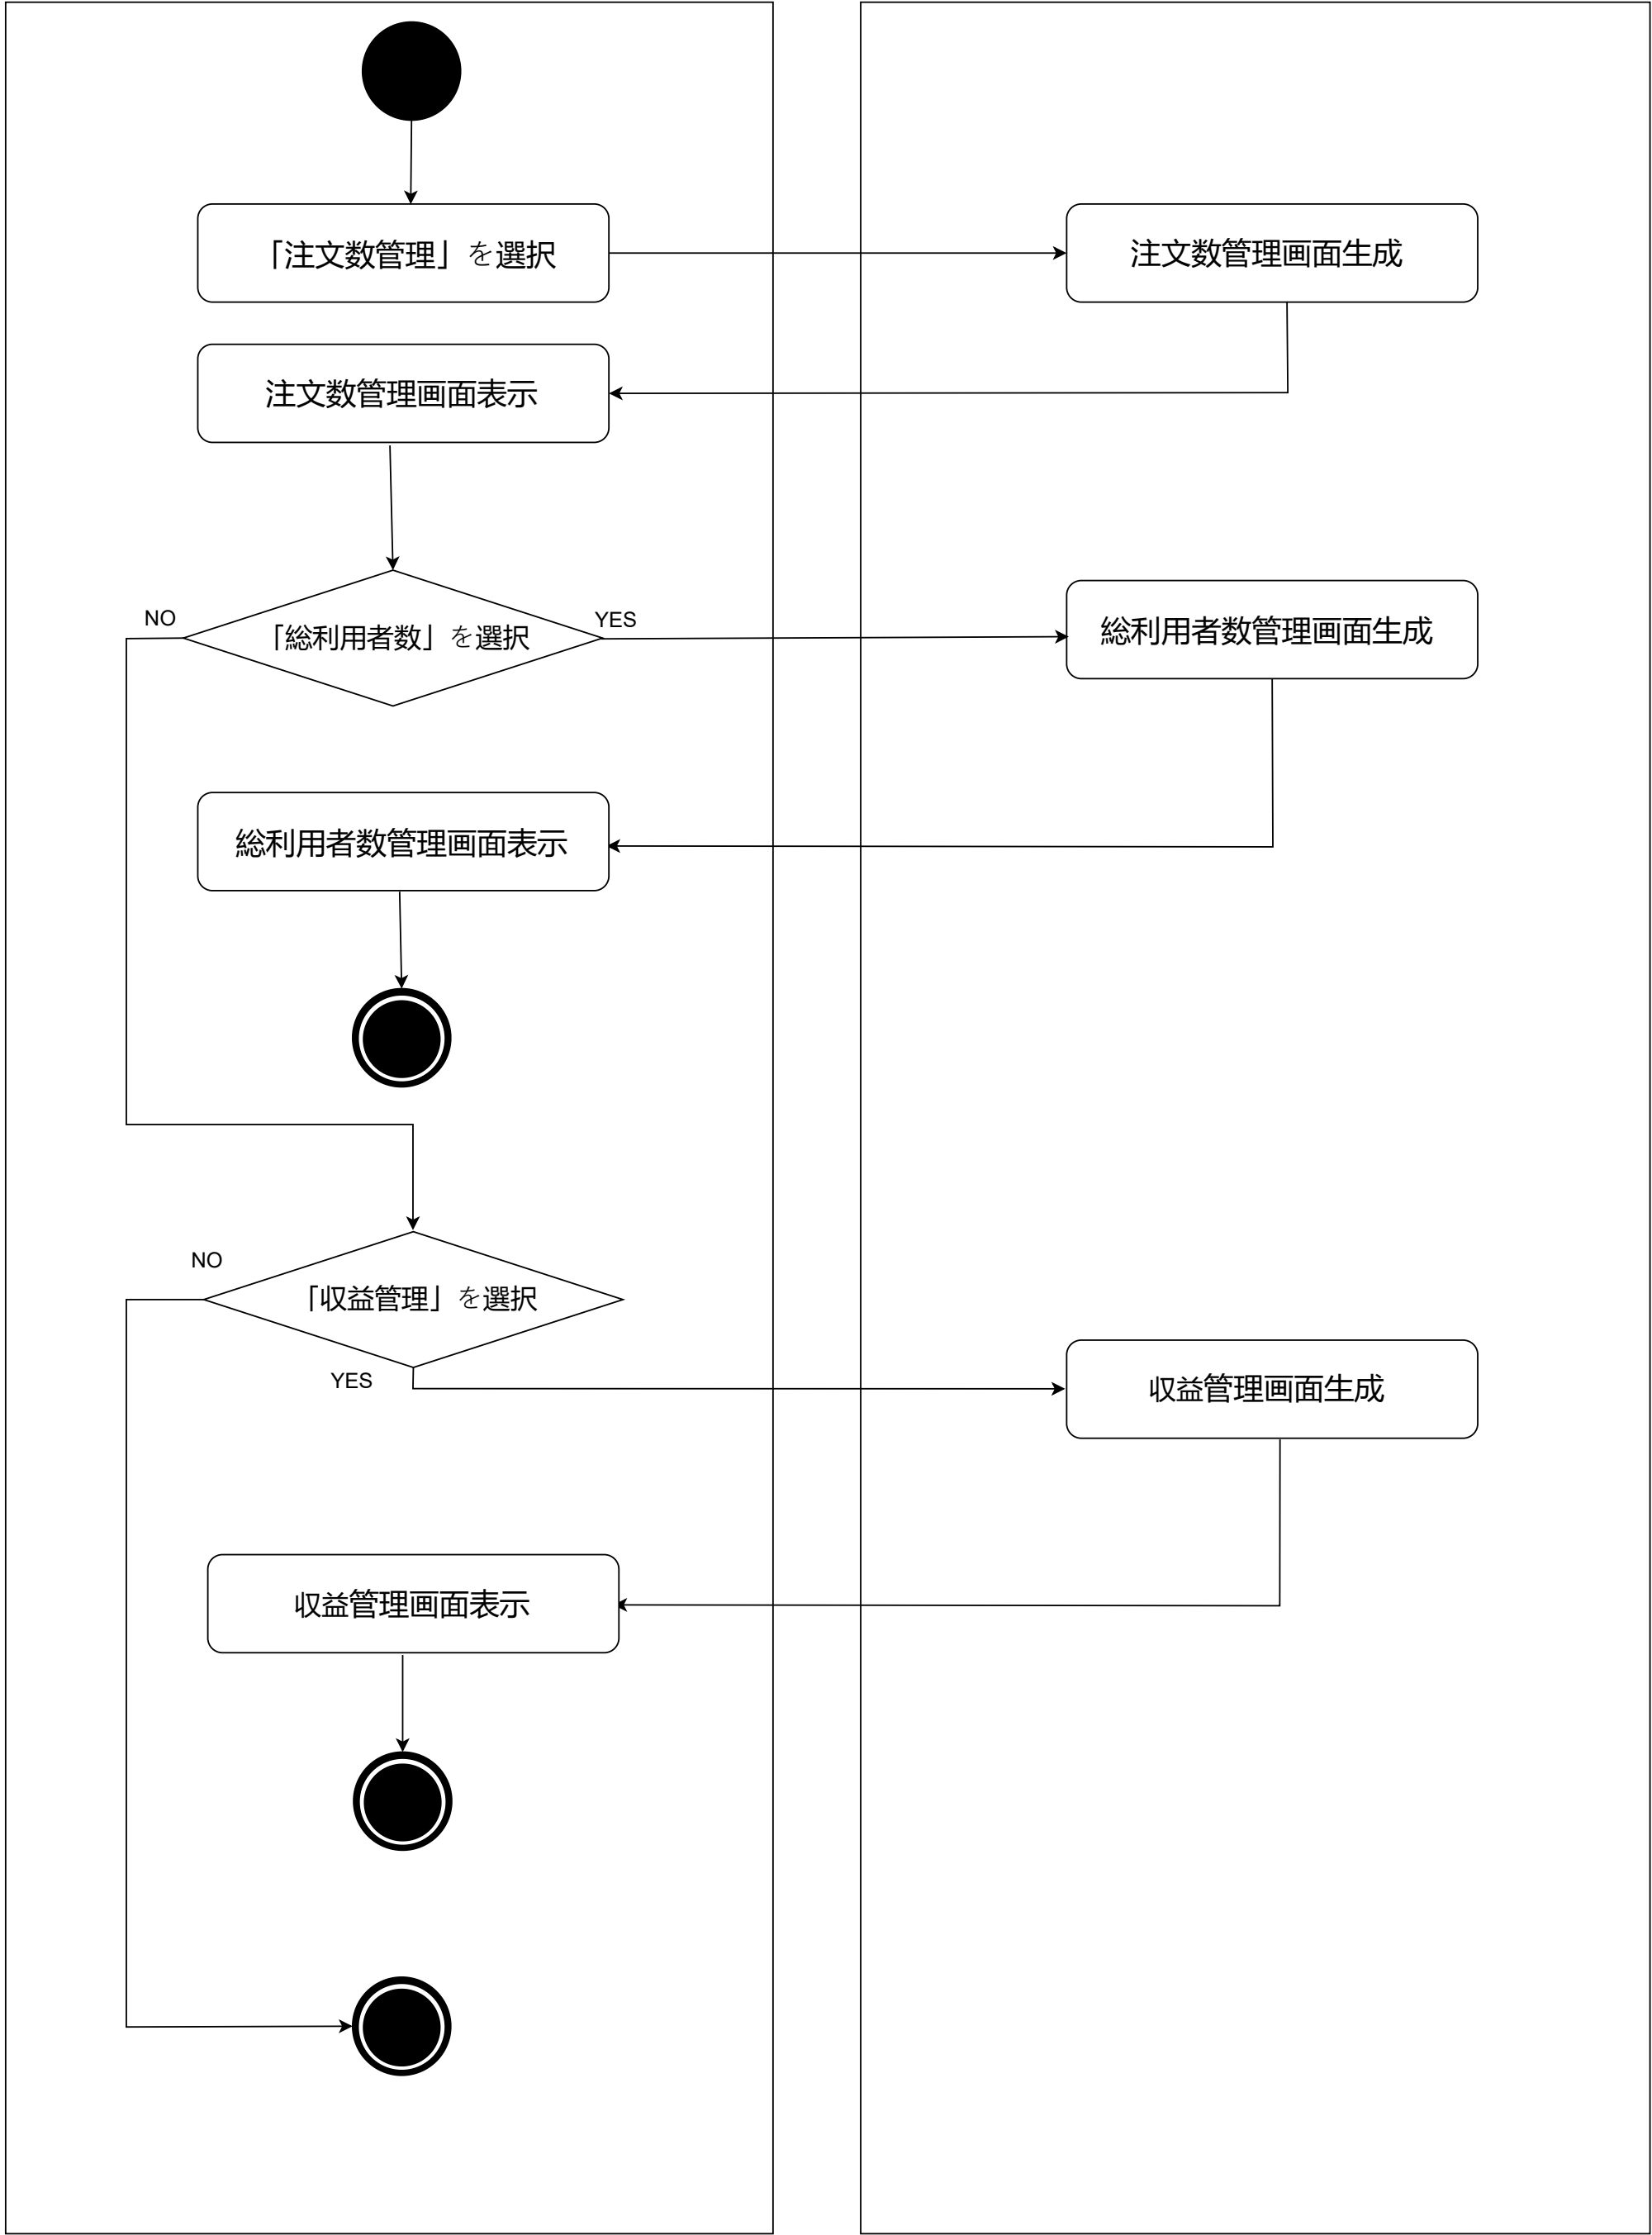 「注文数管理」を選択
注文数管理画面生成
注文数管理画面表示
NO
「総利用者数」を選択
YES
総利用者数管理画面生成
総利用者数管理画面表示
NO
「収益管理」を選択
YES
収益管理画面生成
収益管理画面表示